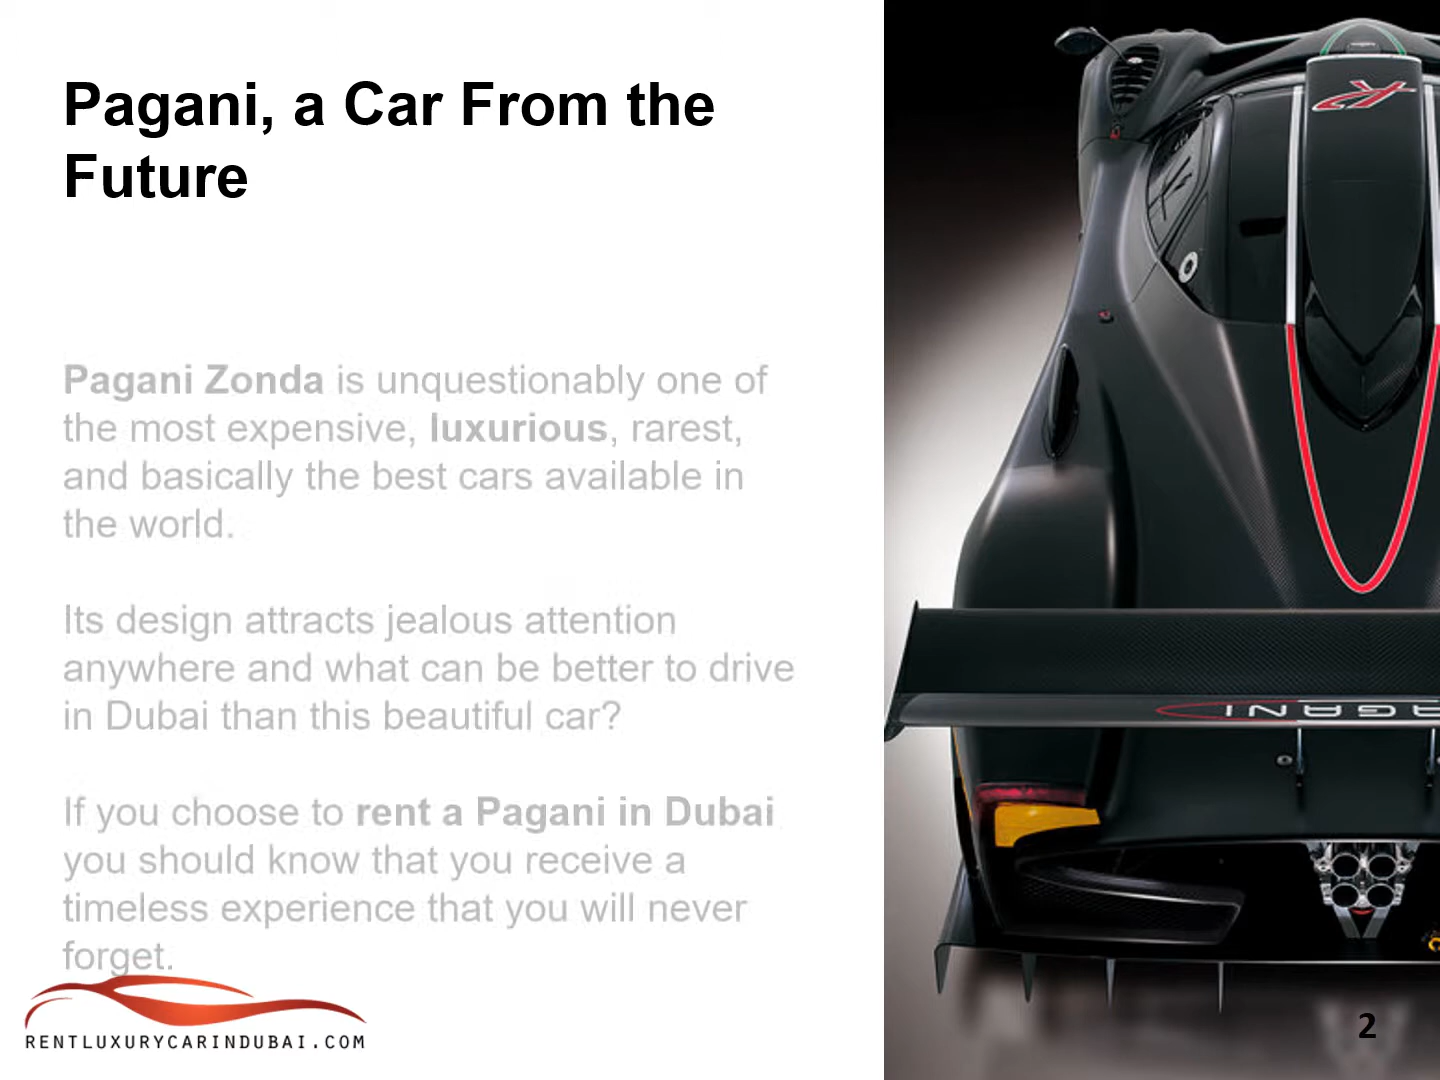 Pagani, a Car From the
Future
Pagani Zonda is unquestionably one of
the most expensive, luxurious, rarest,
and basically the best cars available in
the world.
Its design attracts jealous attention
anywhere and what can be better to drive
in Dubai than this beautiful car?
If you choose to rent a Pagani in Dubai
you should know that you receive a
timeless experience that you will never
forget.
RENTLUXURYCARINDUBAI.COM
PAGANI
2